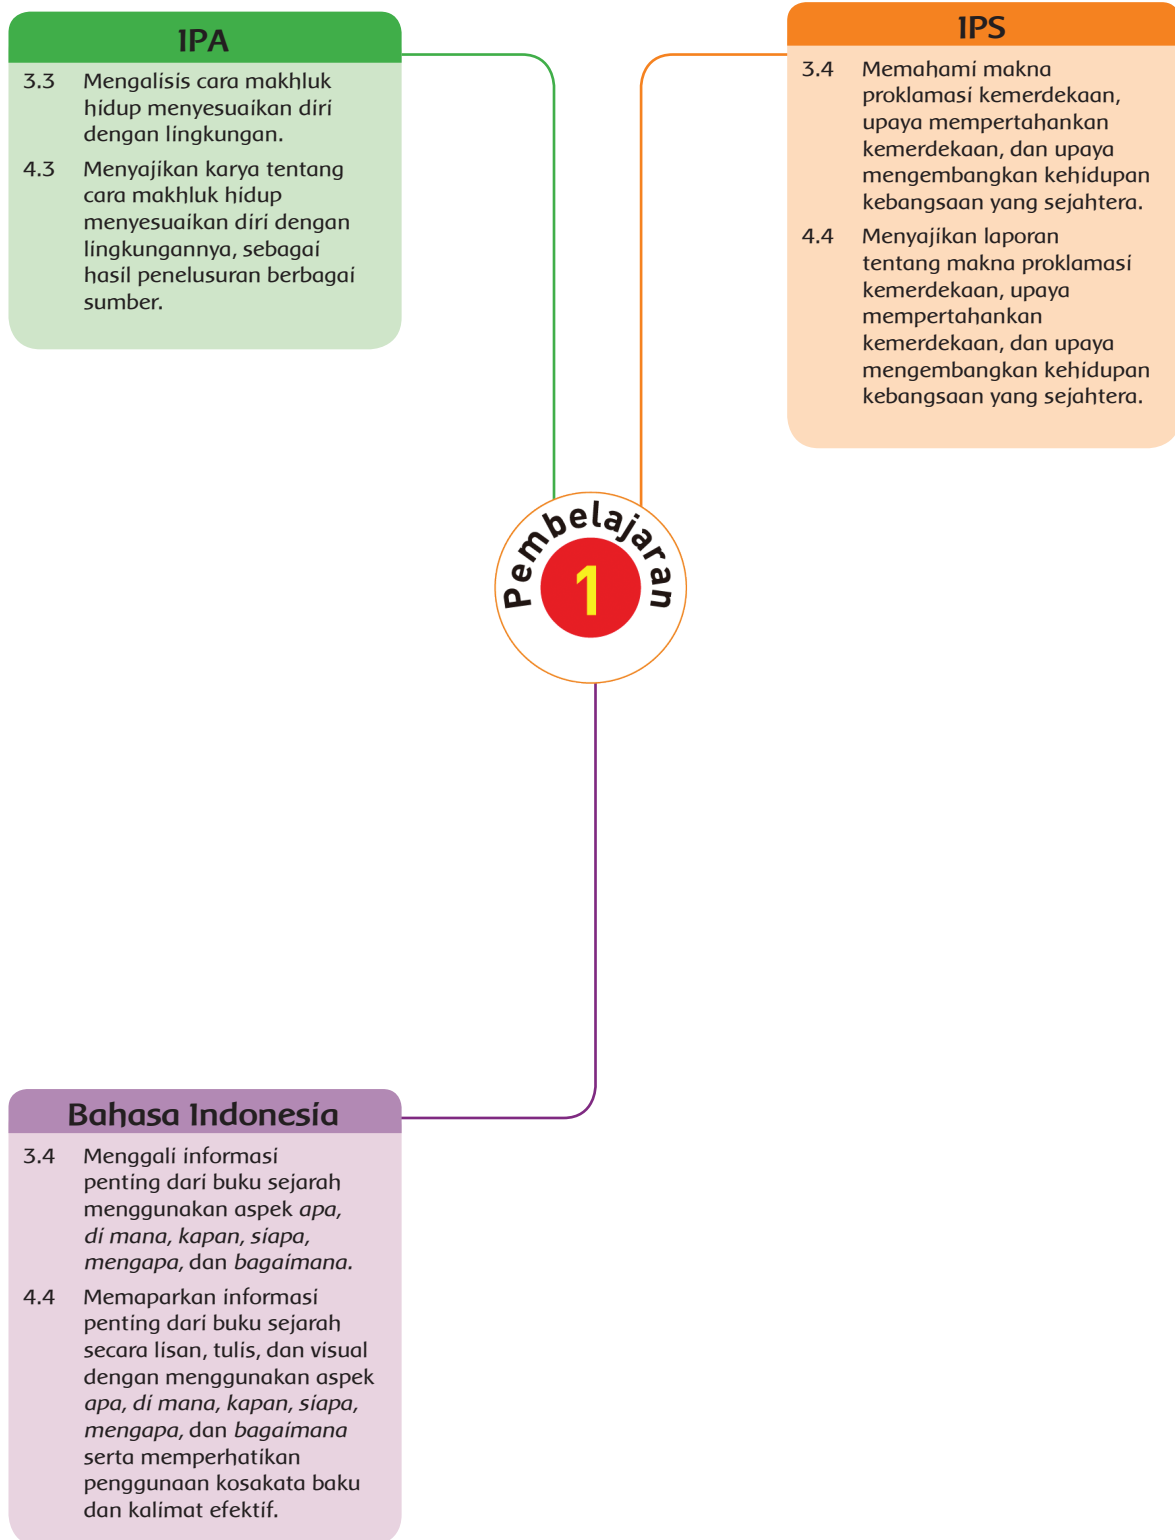 IPA
3.3 Mengalisis cara makhluk
hidup menyesuaikan diri
dengan lingkungan.
4.3 Menyajikan karya tentang
cara makhluk hidup
menyesuaikan diri dengan
lingkungannya, sebagai
hasil penelusuran berbagai
sumber.
IPS
3.4 Memahami makna
proklamasi kemerdekaan,
upaya mempertahankan
kemerdekaan, dan upaya
mengembangkan kehidupan
kebangsaan yang sejahtera.
4.4 Menyajikan laporan
tentang makna proklamasi
kemerdekaan, upaya
mempertahankan
kemerdekaan, dan upaya
mengembangkan kehidupan
kebangsaan yang sejahtera.
Pembelajaran
1
Bahasa Indonesia
3.4 Menggali informasi
penting dari buku sejarah
menggunakan aspek apa,
di mana, kapan, siapa,
mengapa, dan bagaimana.
4.4 Memaparkan informasi
penting dari buku sejarah
secara lisan, tulis, dan visual
dengan menggunakan aspek
apa, di mana, kapan, siapa,
mengapa, dan bagaimana
serta memperhatikan
penggunaan kosakata baku
dan kalimat efektif.